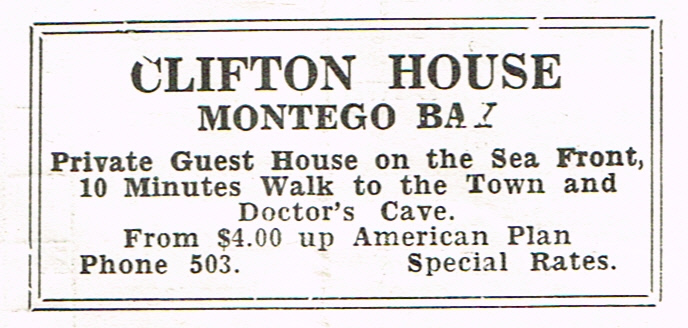 CLIFTON HOUSE
MONTEGO BAY
Private Guest House on the Sea Front,
10 Minutes Walk to the Town and
Doctor's Cave.
From $4.00 up American Plan
Phone 503. Special Rates.